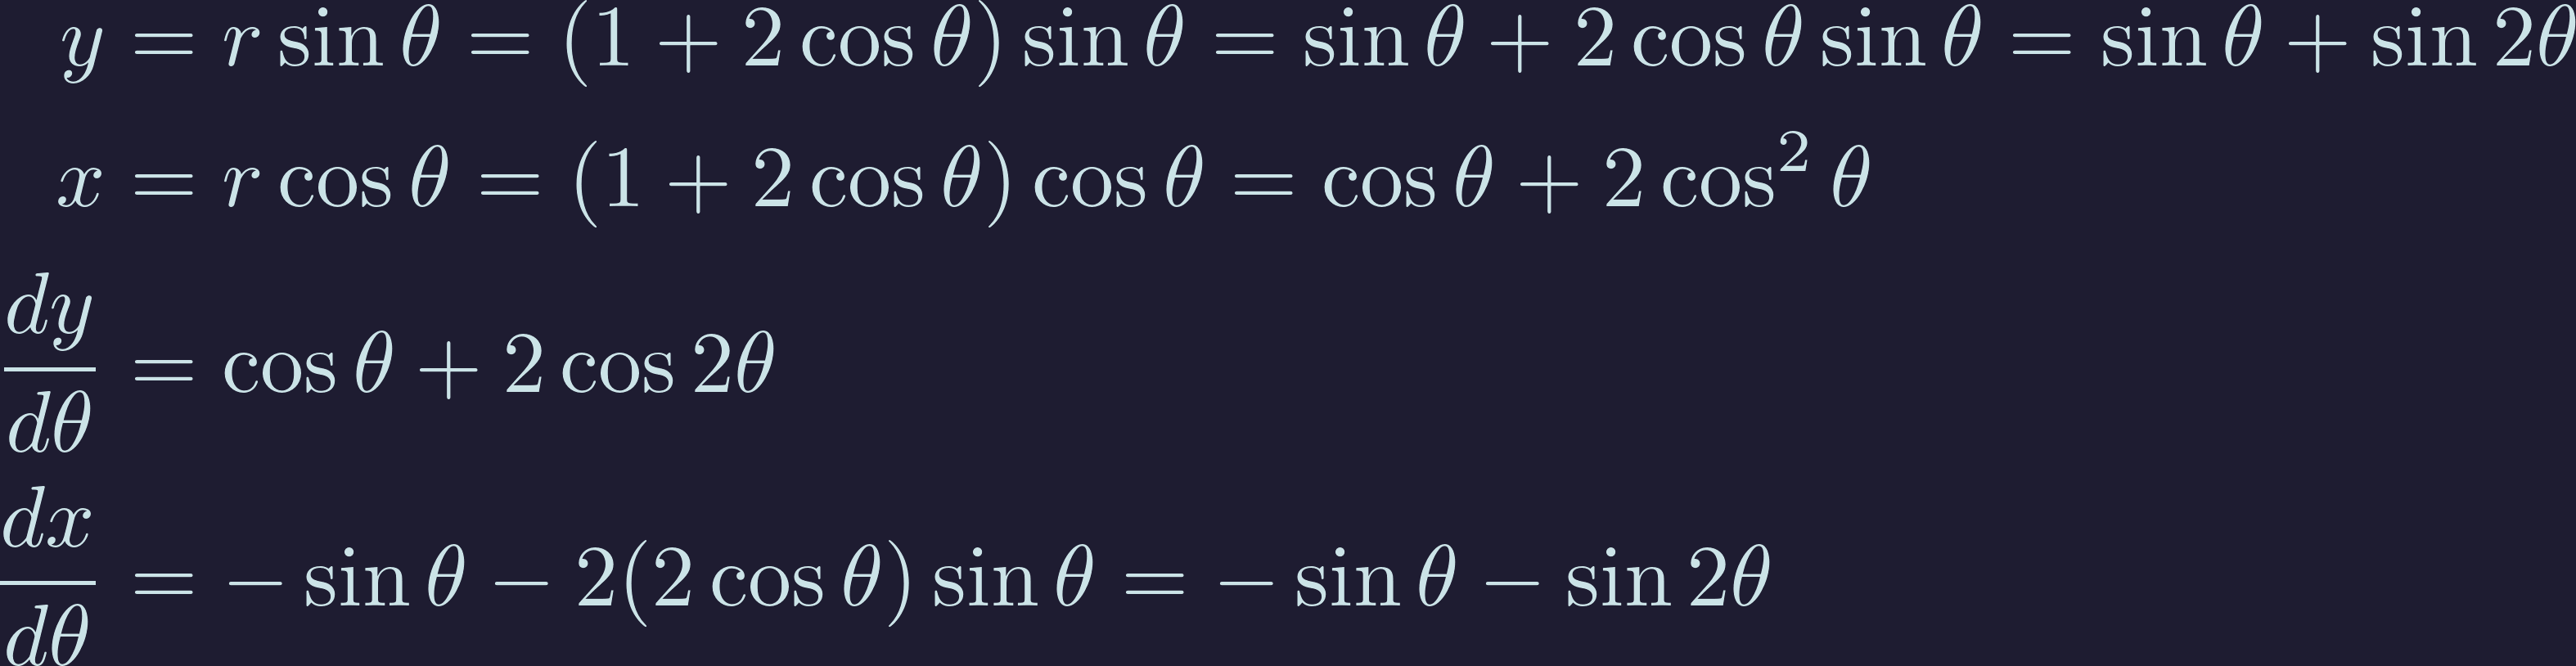 y = r sin θ = (1 + 2 cos θ) sin θ = sin θ + 2 cos θ sin θ = sin θ + sin 2θ
x = r cos θ = (1 + 2 cos θ) cos θ = cos θ + 2 cos² θ
dy/dθ = cos θ + 2 cos 2θ
dx/dθ = − sin θ − 2(2 cos θ) sin θ = − sin θ − sin 2θ